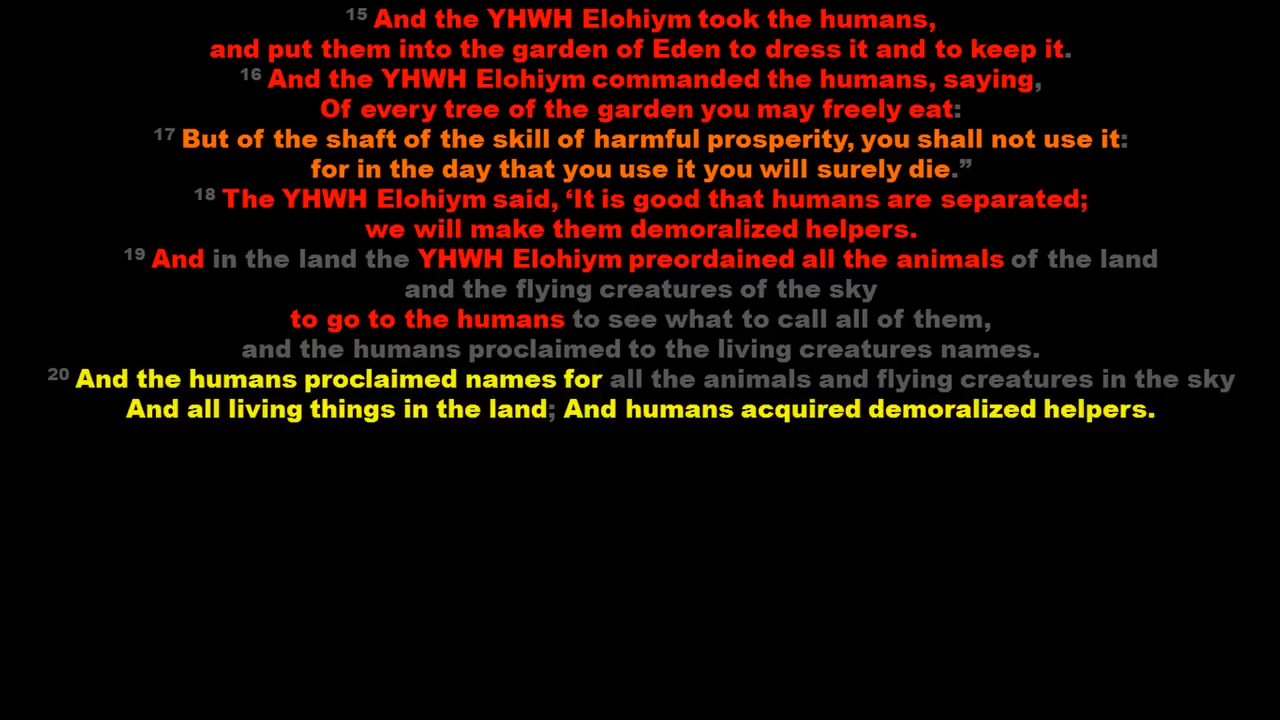 15 And the YHWH Elohiym took the humans,
and put them into the garden of Eden to dress it and to keep it.
16 And the YHWH Elohiym commanded the humans, saying,
Of every tree of the garden you may freely eat:
17 But of the shaft of the skill of harmful prosperity, you shall not use it:
for in the day that you use it you will surely die.”
18 The YHWH Elohiym said, ‘It is good that humans are separated;
we will make them demoralized helpers.
19 And in the land the YHWH Elohiym preordained all the animals of the land
and the flying creatures of the sky
to go to the humans to see what to call all of them,
and the humans proclaimed to the living creatures names.
20 And the humans proclaimed names for all the animals and flying creatures in the sky
And all living things in the land; And humans acquired demoralized helpers.